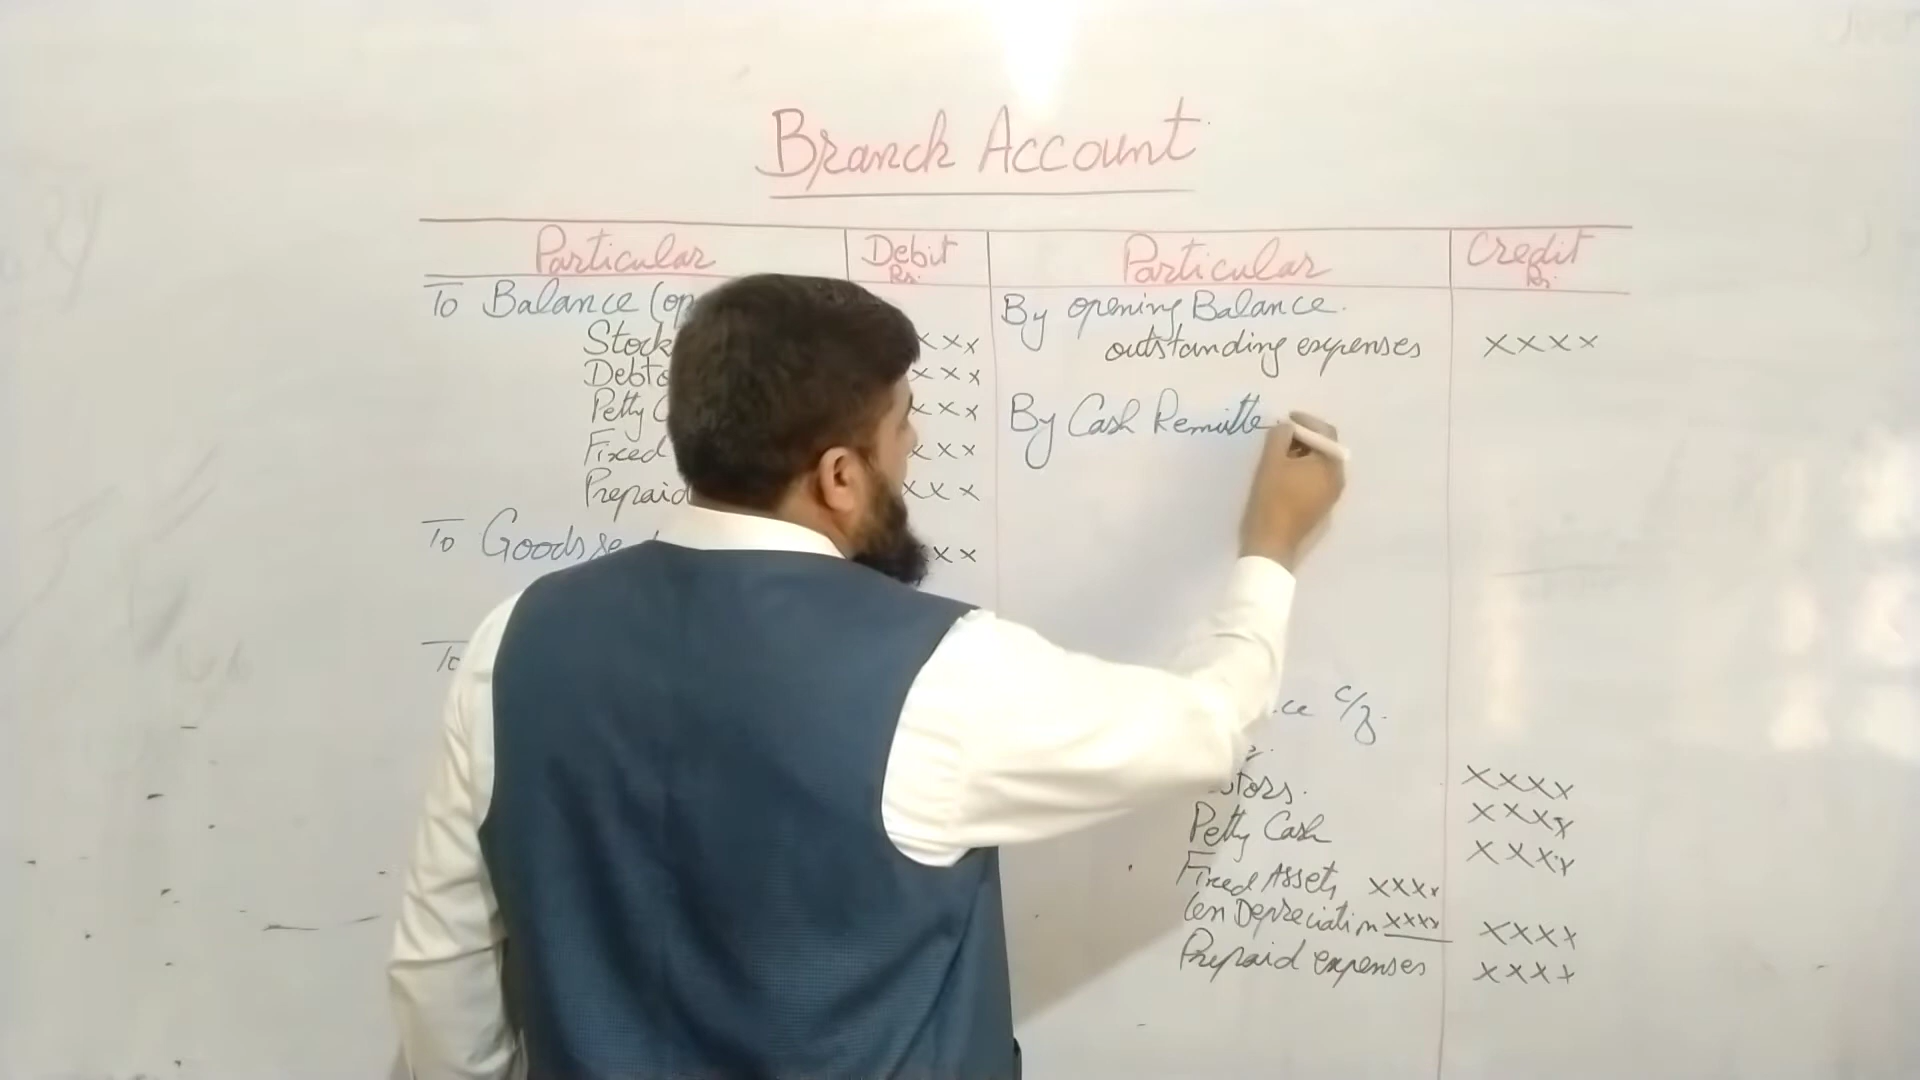 Branch Account
Particular Debit Particular Credit
Rs. Rs.
To Balance (op
By opening Balance.
Stock xxx
outstanding expenses xxxx
Debto xxx
Petty C xxx
By Cash Remitte
Fixed xxx
Prepaid xxx
To Goods se xxx
To
ce c/f.
tors. xxxx
Petty Cash xxxx
xxxx
Fixed Assets xxxx
Less Depreciation xxxx xxxx
Prepaid expenses xxxx